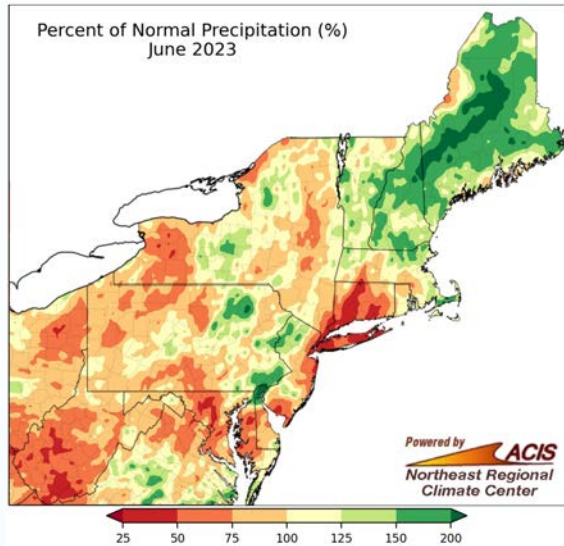 Percent of Normal Precipitation (%)
June 2023
Powered by
ACIS
Northeast Regional
Climate Center
25 50 75 100 125 150 200